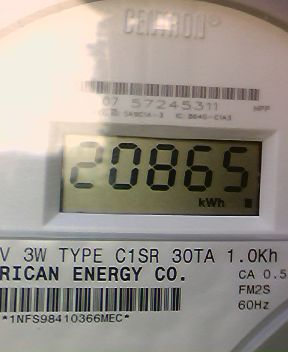 CENTRON®
07 57245311 HPP
20865
kWh
V 3W TYPE C1SR 30TA 1.0Kh
RICAN ENERGY CO.
CA 0.5
FM2S
60Hz
*1NFS98410366MEC*